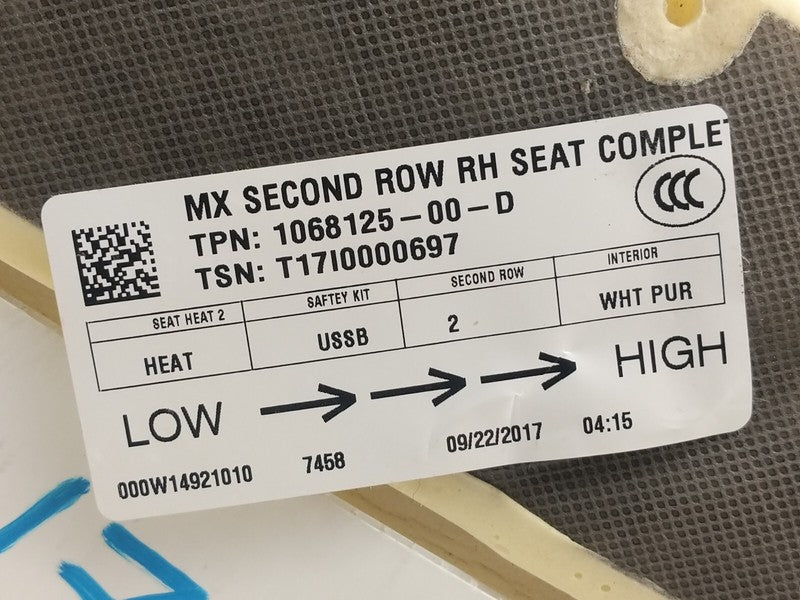 MX SECOND ROW RH SEAT COMPLET
TPN: 1068125-00-D
TSN: T17I0000697
CCC
SEAT HEAT 2 SAFTEY KIT SECOND ROW INTERIOR
HEAT USSB 2 WHT PUR
LOW HIGH
000W14921010 7458 09/22/2017 04:15